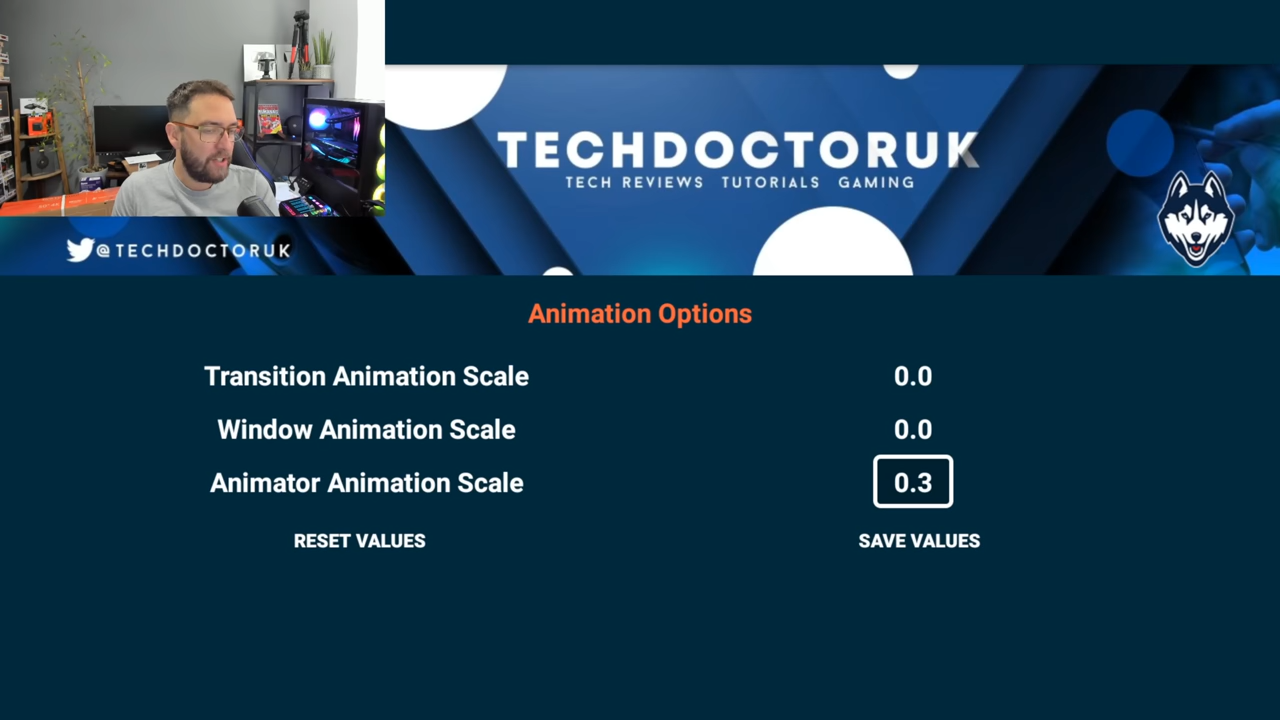 TECHDOCTORUK
TECH REVIEWS TUTORIALS GAMING
@TECHDOCTORUK
Animation Options
Transition Animation Scale 0.0
Window Animation Scale 0.0
Animator Animation Scale 0.3
RESET VALUES SAVE VALUES